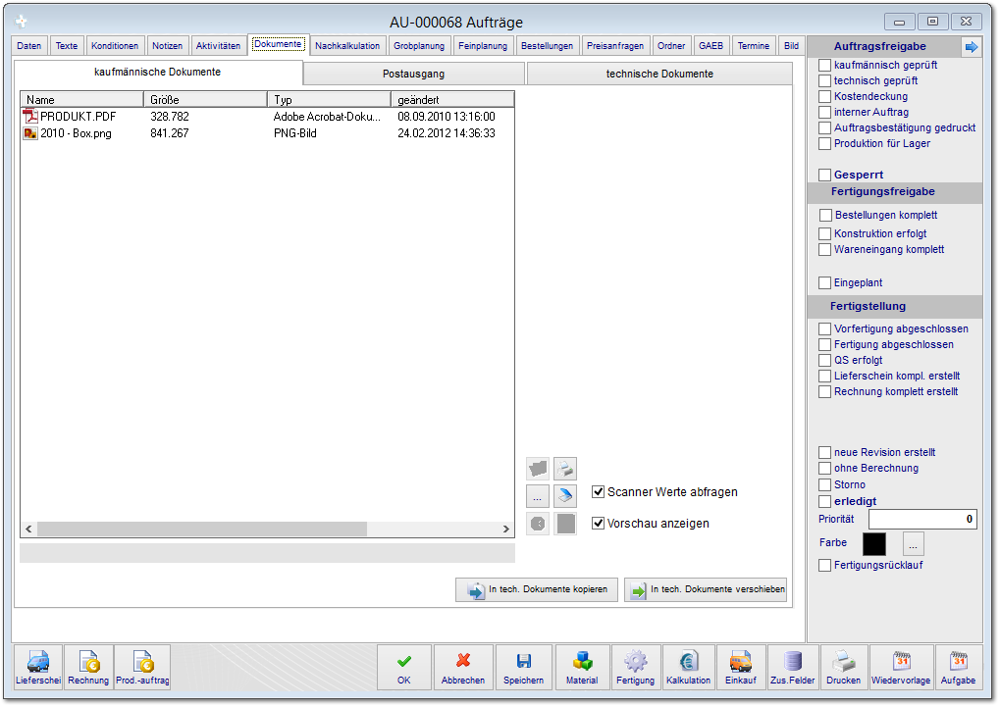 AU-000068 Aufträge
Daten Texte Konditionen Notizen Aktivitäten Dokumente Nachkalkulation Grobplanung Feinplanung Bestellungen Preisanfragen Ordner GAEB Termine Bild
kaufmännische Dokumente Postausgang technische Dokumente
Name Größe Typ geändert
PRODUKT.PDF 328.782 Adobe Acrobat-Doku... 08.09.2010 13:16:00
2010 - Box.png 841.267 PNG-Bild 24.02.2012 14:36:33
...
Scanner Werte abfragen
Vorschau anzeigen
In tech. Dokumente kopieren In tech. Dokumente verschieben
Auftragsfreigabe
kaufmännisch geprüft
technisch geprüft
Kostendeckung
interner Auftrag
Auftragsbestätigung gedruckt
Produktion für Lager
Gesperrt
Fertigungsfreigabe
Bestellungen komplett
Konstruktion erfolgt
Wareneingang komplett
Eingeplant
Fertigstellung
Vorfertigung abgeschlossen
Fertigung abgeschlossen
QS erfolgt
Lieferschein kompl. erstellt
Rechnung komplett erstellt
neue Revision erstellt
ohne Berechnung
Storno
erledigt
Priorität 0
Farbe ...
Fertigungsrücklauf
31 31
Lieferschei Rechnung Prod.-auftrag OK Abbrechen Speichern Material Fertigung Kalkulation Einkauf Zus.Felder Drucken Wiedervorlage Aufgabe